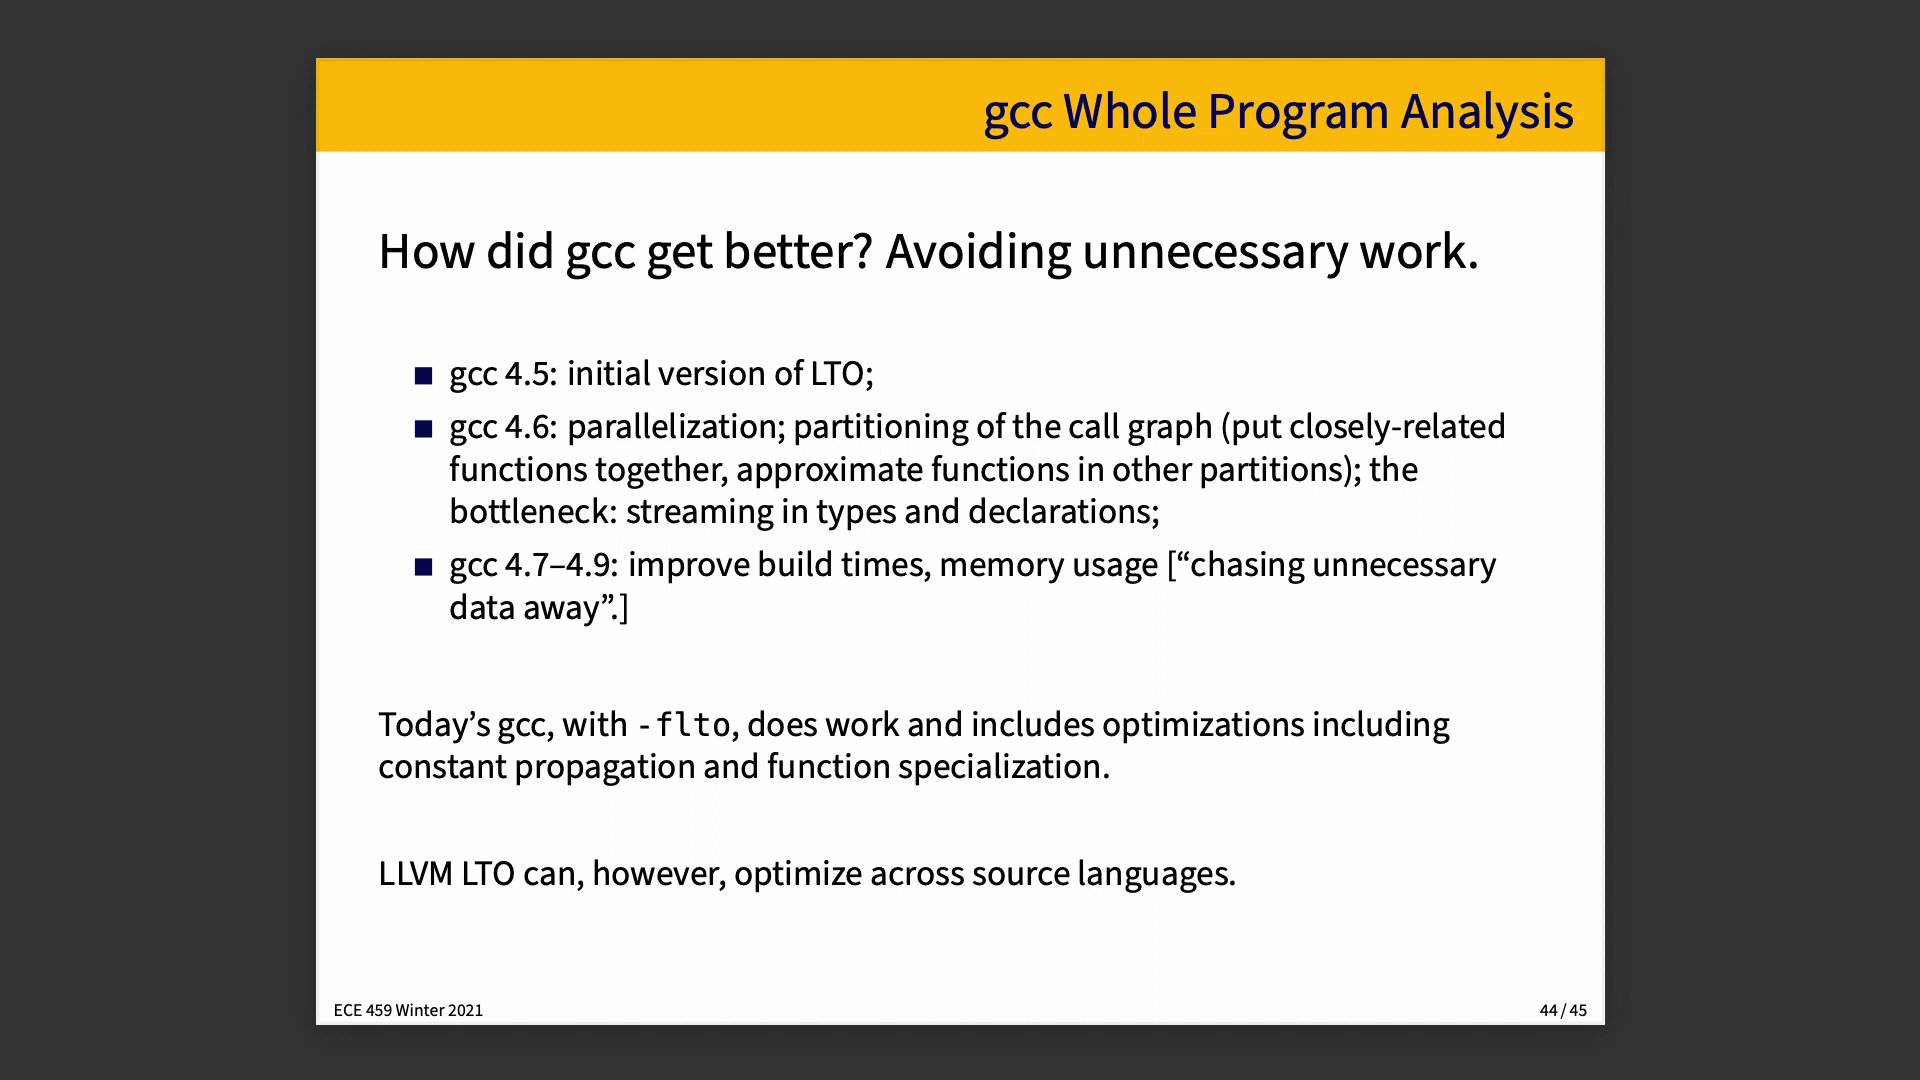 gcc Whole Program Analysis
How did gcc get better? Avoiding unnecessary work.
■ gcc 4.5: initial version of LTO;
■ gcc 4.6: parallelization; partitioning of the call graph (put closely-related
functions together, approximate functions in other partitions); the
bottleneck: streaming in types and declarations;
■ gcc 4.7–4.9: improve build times, memory usage [“chasing unnecessary
data away”.]
Today’s gcc, with -flto, does work and includes optimizations including
constant propagation and function specialization.
LLVM LTO can, however, optimize across source languages.
ECE 459 Winter 2021
44 / 45